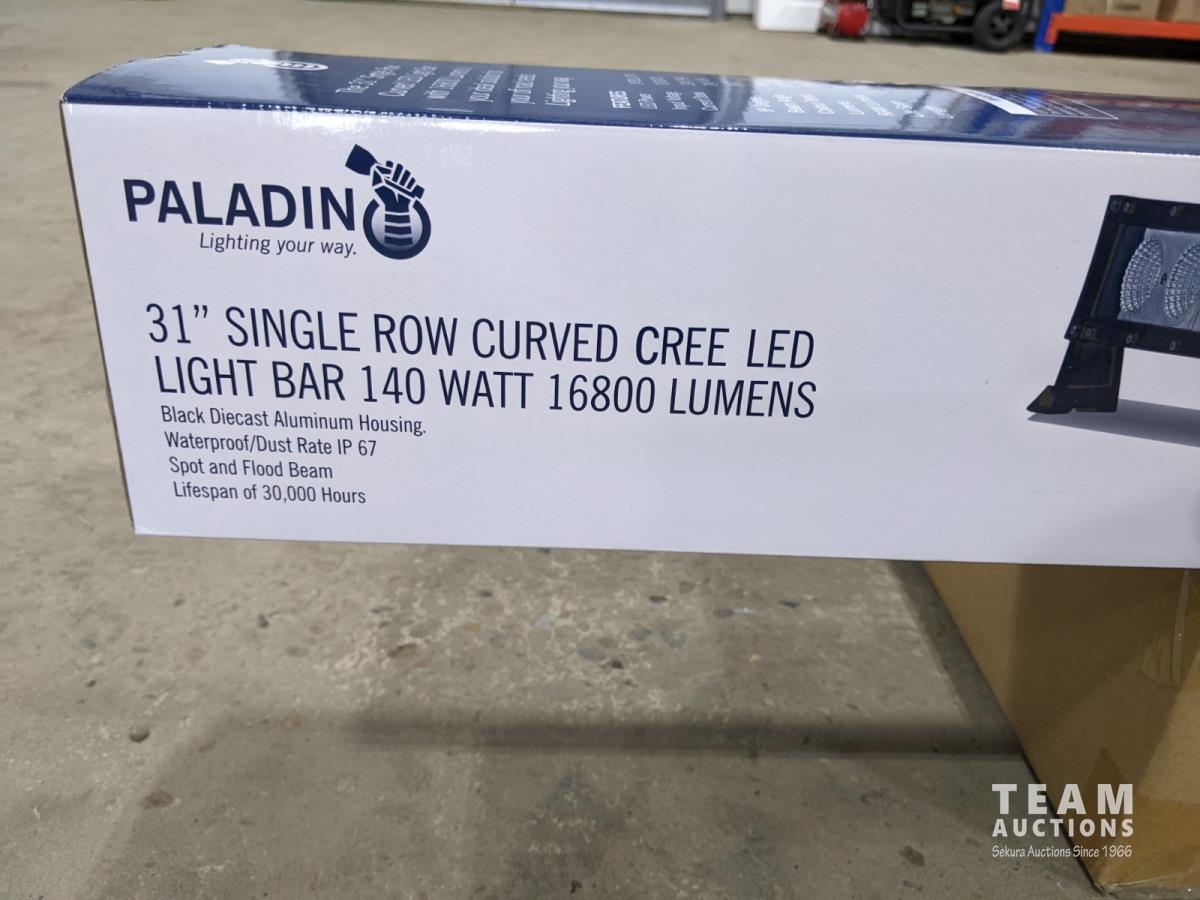 FEATURES
PALADIN
Lighting your way.
31” SINGLE ROW CURVED CREE LED
LIGHT BAR 140 WATT 16800 LUMENS
Black Diecast Aluminum Housing.
Waterproof/Dust Rate IP 67
Spot and Flood Beam
Lifespan of 30,000 Hours
TEAM
AUCTIONS
Sekura Auctions Since 1966